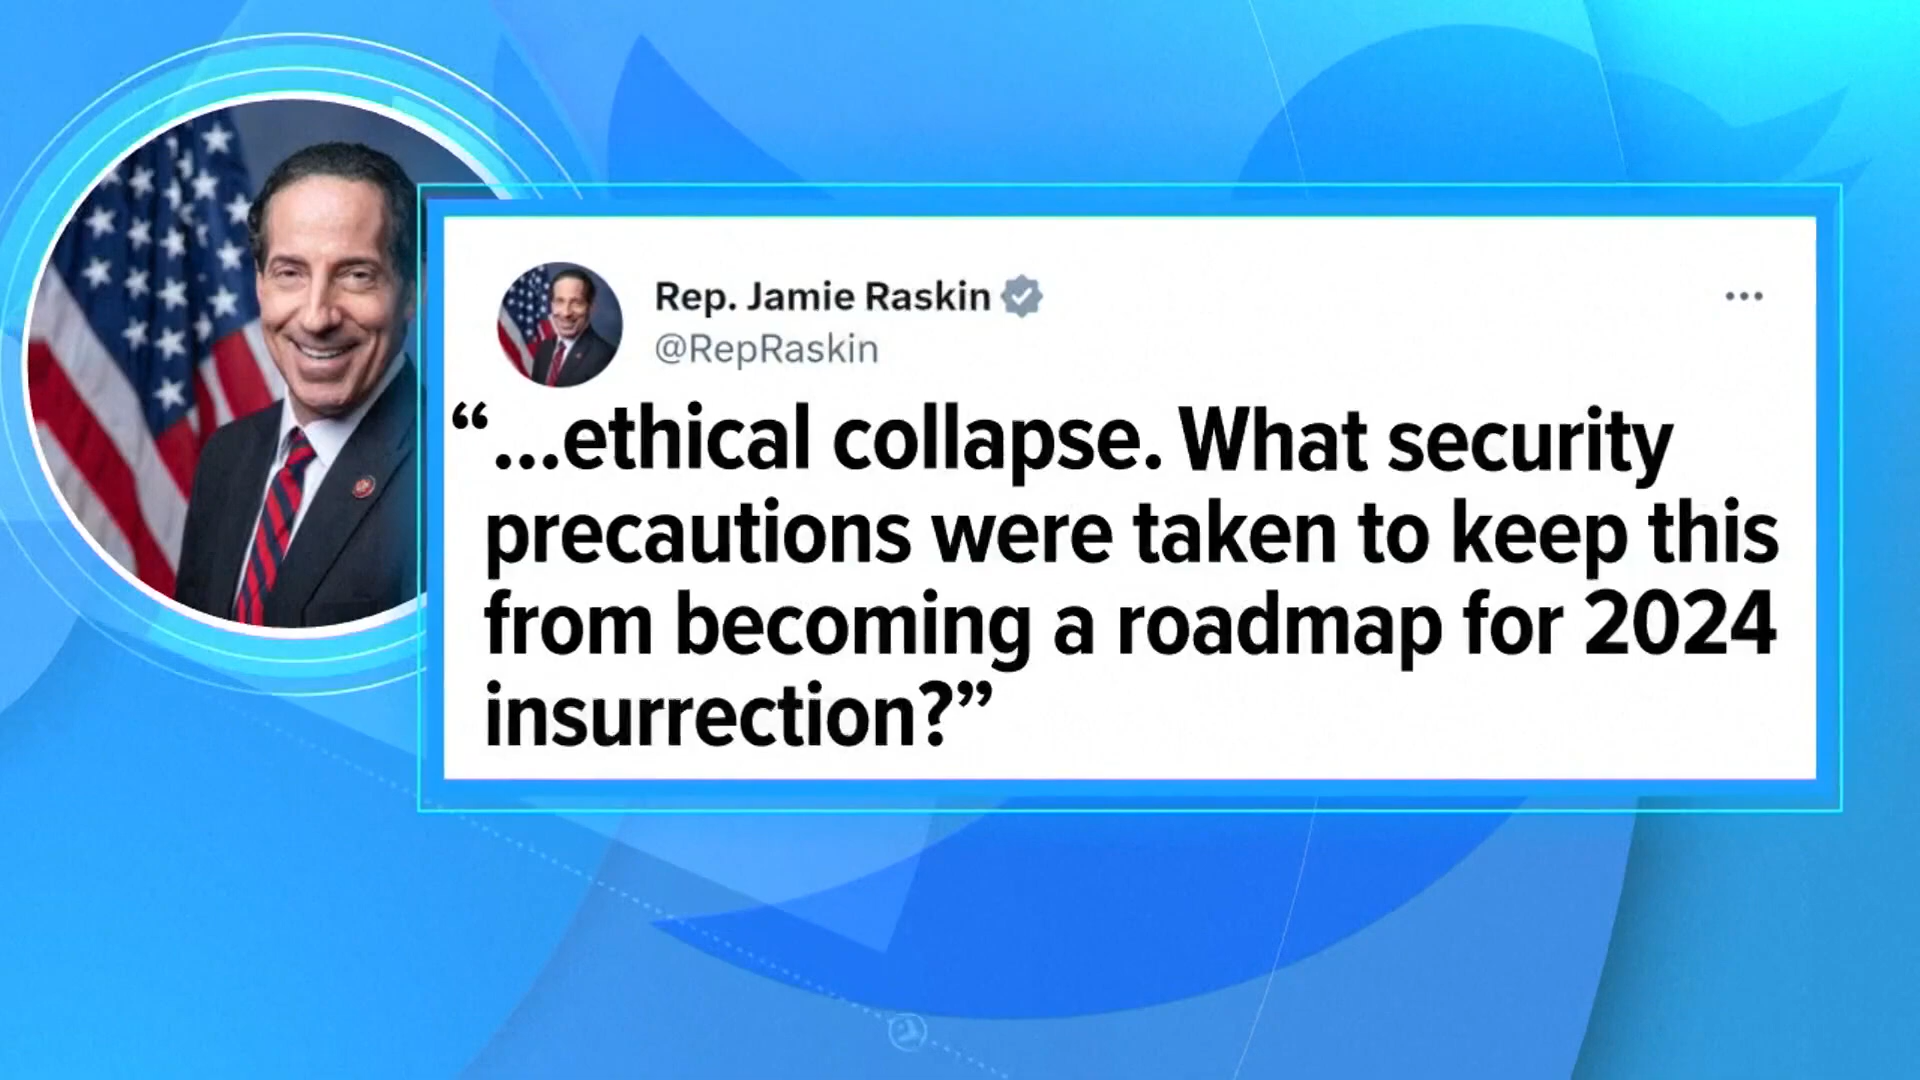 Rep. Jamie Raskin
@RepRaskin
“...ethical collapse. What security
precautions were taken to keep this
from becoming a roadmap for 2024
insurrection?”